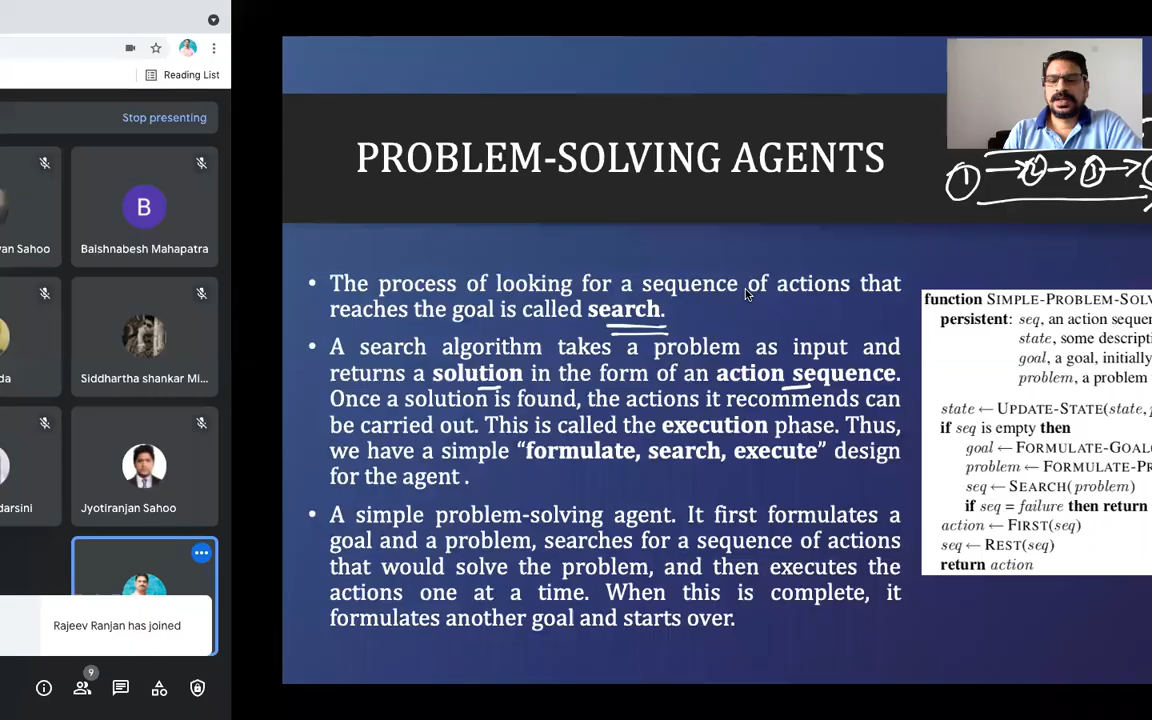 Reading List
Stop presenting
van Sahoo
B
Baishnabesh Mahapatra
da
Siddhartha shankar Mi...
darsini
Jyotiranjan Sahoo
Rajeev Ranjan has joined
9
PROBLEM-SOLVING AGENTS
1 2 3
• The process of looking for a sequence of actions that
reaches the goal is called search.
• A search algorithm takes a problem as input and
returns a solution in the form of an action sequence.
Once a solution is found, the actions it recommends can
be carried out. This is called the execution phase. Thus,
we have a simple “formulate, search, execute” design
for the agent .
• A simple problem-solving agent. It first formulates a
goal and a problem, searches for a sequence of actions
that would solve the problem, and then executes the
actions one at a time. When this is complete, it
formulates another goal and starts over.
function SIMPLE-PROBLEM-SOLV
persistent: seq, an action sequen
state, some descripti
goal, a goal, initially
problem, a problem
state ← UPDATE-STATE(state, p
if seq is empty then
goal ← FORMULATE-GOAL(
problem ← FORMULATE-PR
seq ← SEARCH(problem)
if seq = failure then return
action ← FIRST(seq)
seq ← REST(seq)
return action